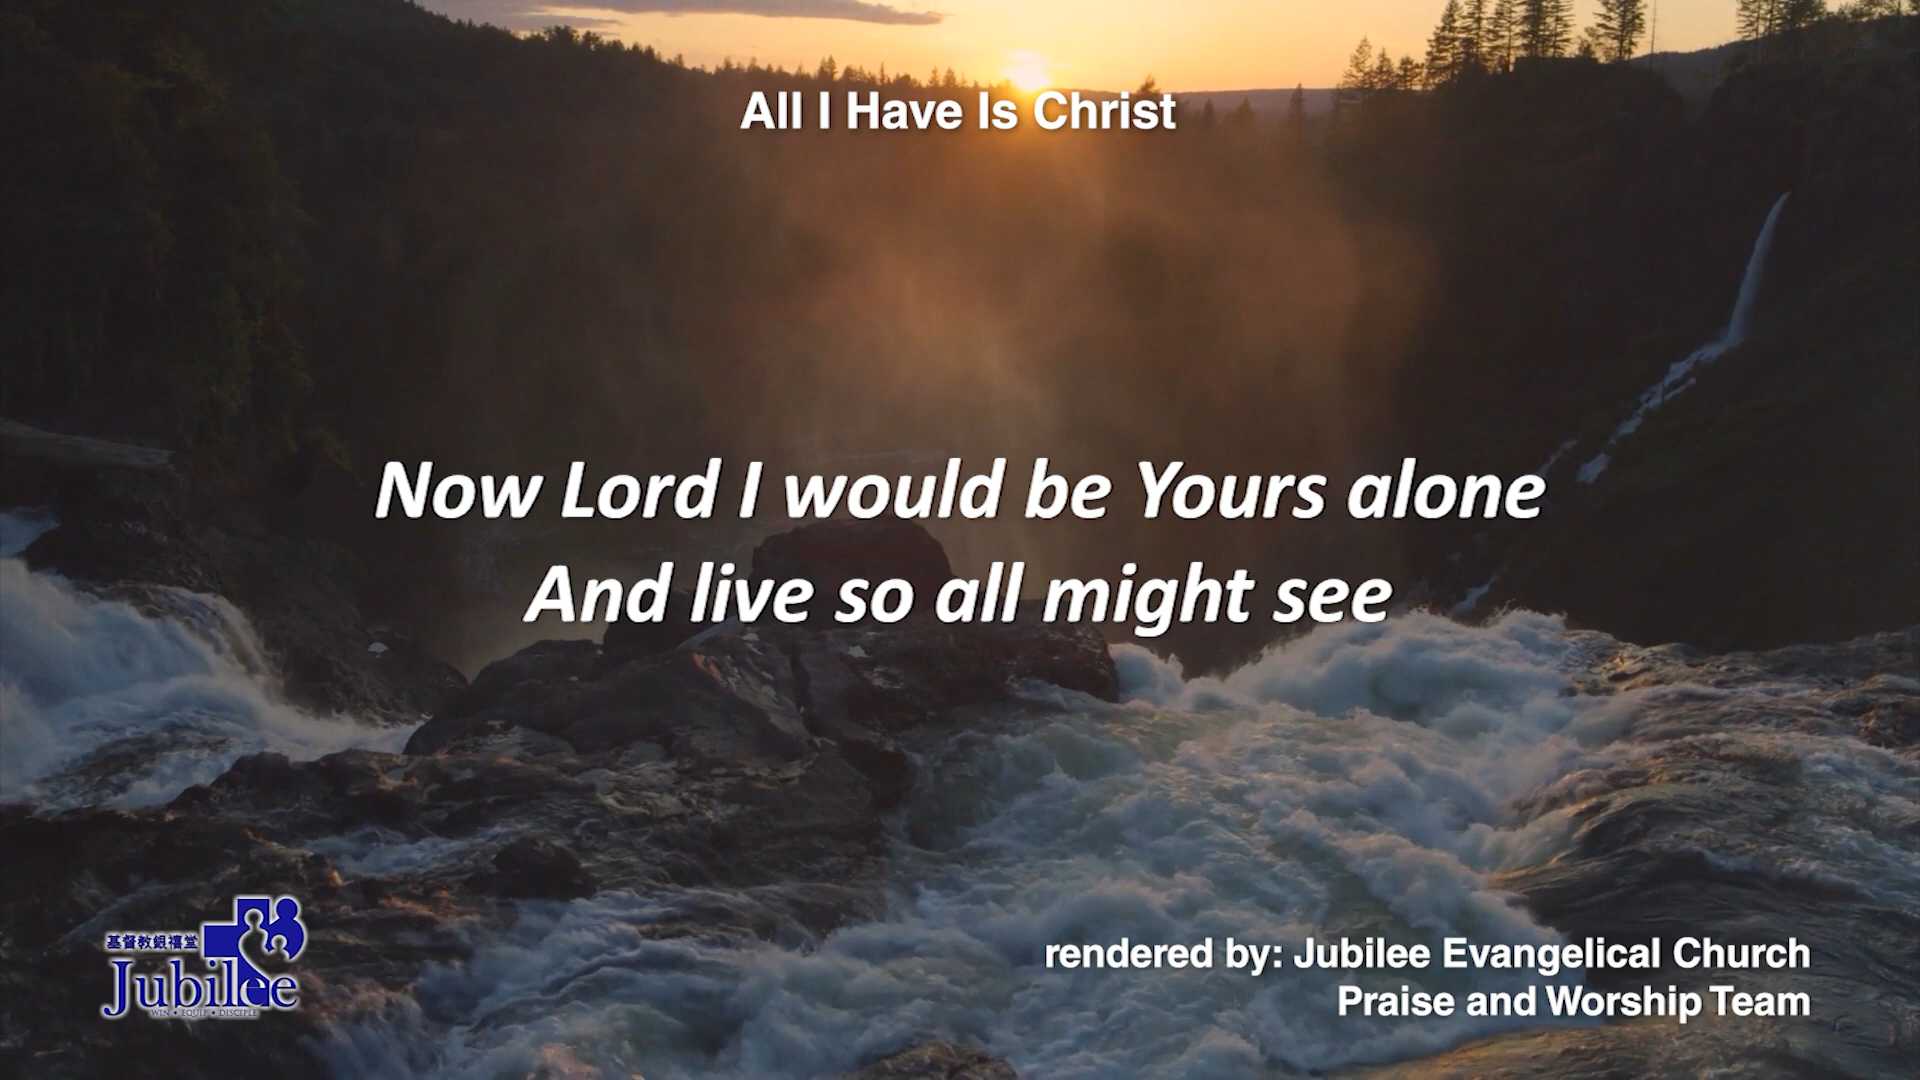 All I Have Is Christ
Now Lord I would be Yours alone
And live so all might see
基督教銀禧堂
Jubilee
WIN • EQUIP • DISCIPLE
rendered by: Jubilee Evangelical Church
Praise and Worship Team